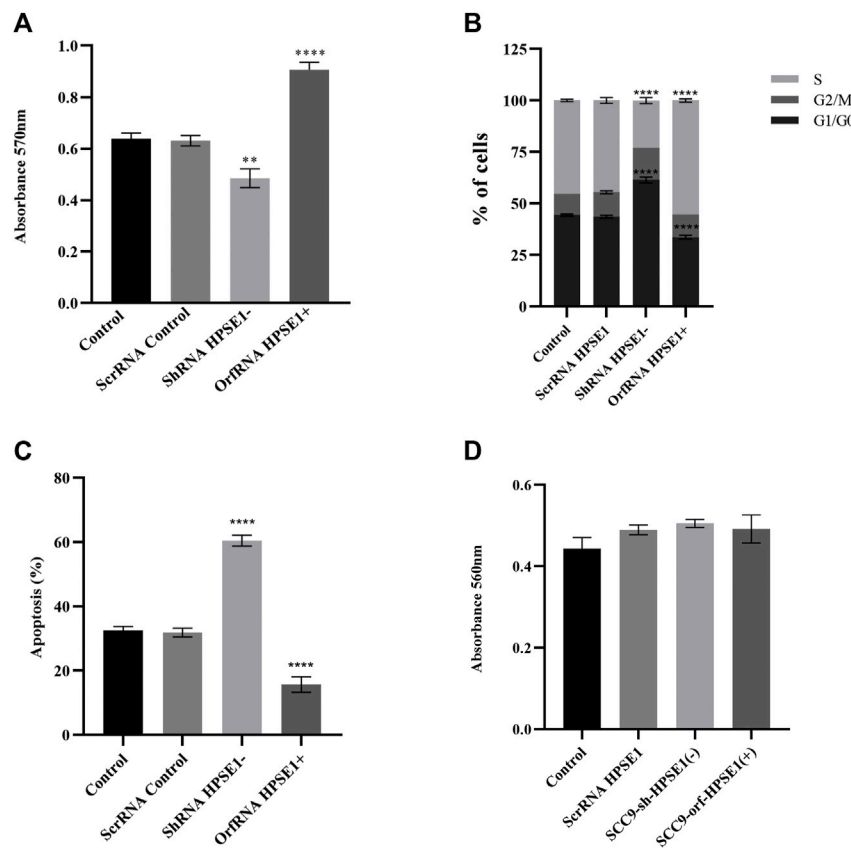 A
Absorbance 570nm
1.0
0.8
0.6
0.4
0.2
0.0
****
**
Control
ScrRNA Control
ShRNA HPSE1-
OrfRNA HPSE1+
B
% of cells
125
100
75
50
25
0
**** ****
****
****
Control
ScrRNA HPSE1
ShRNA HPSE1-
OrfRNA HPSE1+
S
G2/M
G1/G0
C
Apoptosis (%)
80
60
40
20
0
****
****
Control
ScrRNA Control
ShRNA HPSE1-
OrfRNA HPSE1+
D
Absorbance 560nm
0.6
0.4
0.2
0.0
Control
ScrRNA HPSE1
SCC9-sh-HPSE1(-)
SCC9-orf-HPSE1(+)